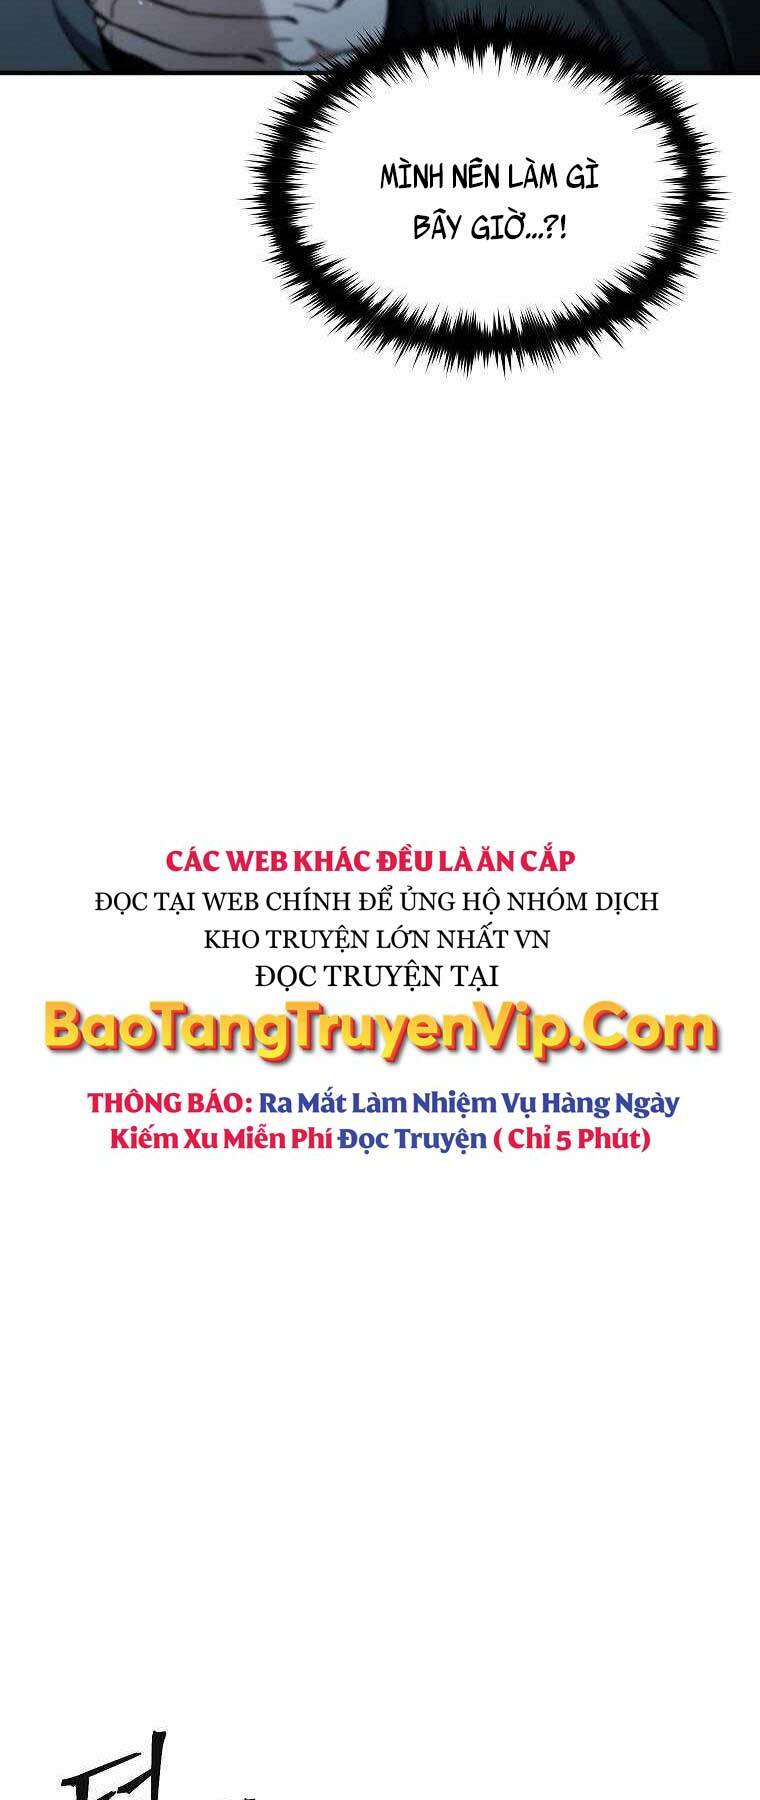 MÌNH NÊN LÀM GÌ
BÂY GIỜ...?!
CÁC WEB KHÁC ĐỀU LÀ ĂN CẮP
ĐỌC TẠI WEB CHÍNH ĐỂ ỦNG HỘ NHÓM DỊCH
KHO TRUYỆN LỚN NHẤT VN
ĐỌC TRUYỆN TẠI
BaoTangTruyenVip.Com
THÔNG BÁO: Ra Mắt Làm Nhiệm Vụ Hàng Ngày
Kiếm Xu Miễn Phí Đọc Truyện ( Chỉ 5 Phút)